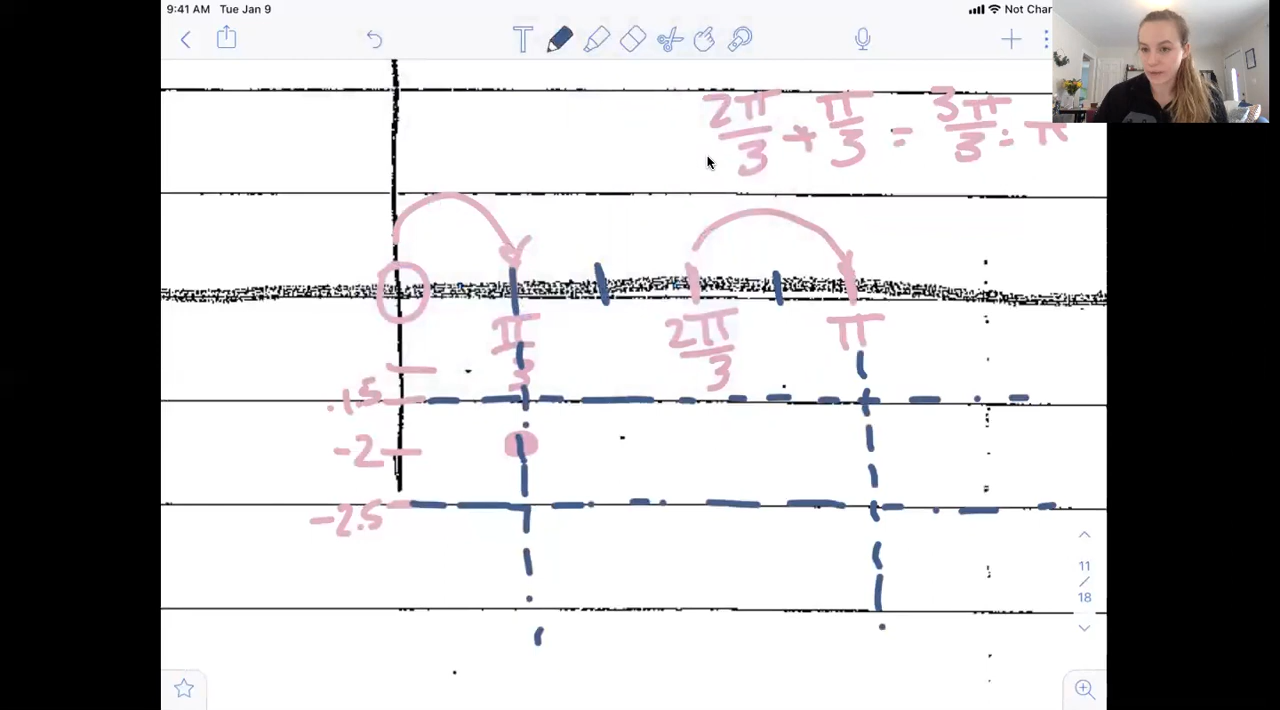 9:41 AM Tue Jan 9
Not Char
T
2π/3 + π/3 = 3π/3 = π
π/3
2π/3
π
.1.5
-2
-2.5
11
/
18